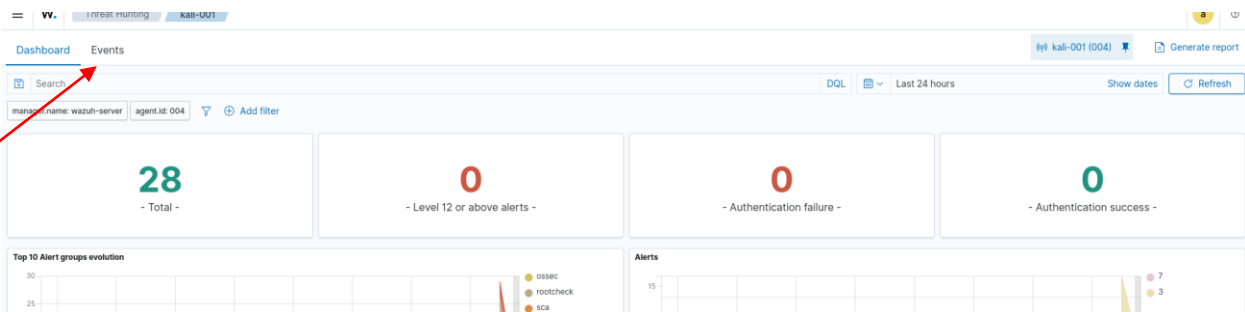 W. Threat Hunting kali-001 a
Dashboard Events kali-001 (004) Generate report
Search DQL Last 24 hours Show dates Refresh
manager.name: wazuh-server agent.id: 004 Add filter
28 0 0 0
- Total - - Level 12 or above alerts - - Authentication failure - - Authentication success -
Top 10 Alert groups evolution Alerts
30 ossec 15 7
rootcheck 3
25 sca